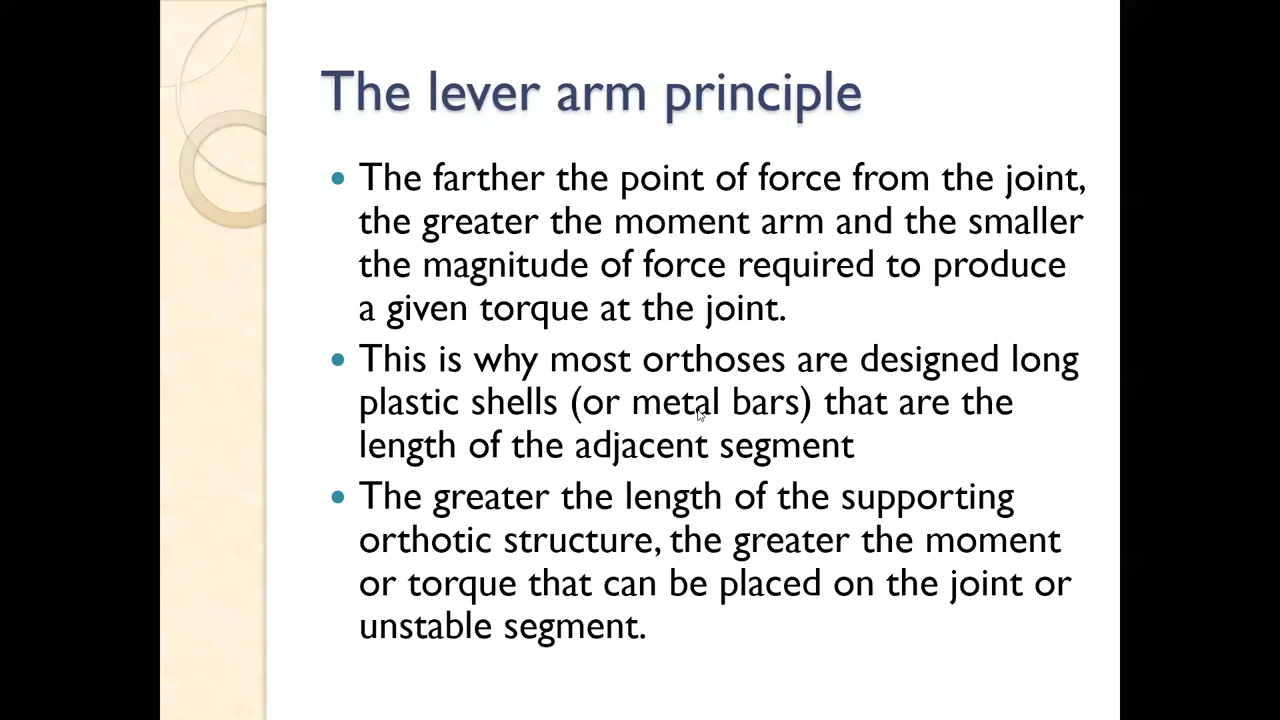 The lever arm principle
The farther the point of force from the joint,
the greater the moment arm and the smaller
the magnitude of force required to produce
a given torque at the joint.
This is why most orthoses are designed long
plastic shells (or metal bars) that are the
length of the adjacent segment
The greater the length of the supporting
orthotic structure, the greater the moment
or torque that can be placed on the joint or
unstable segment.